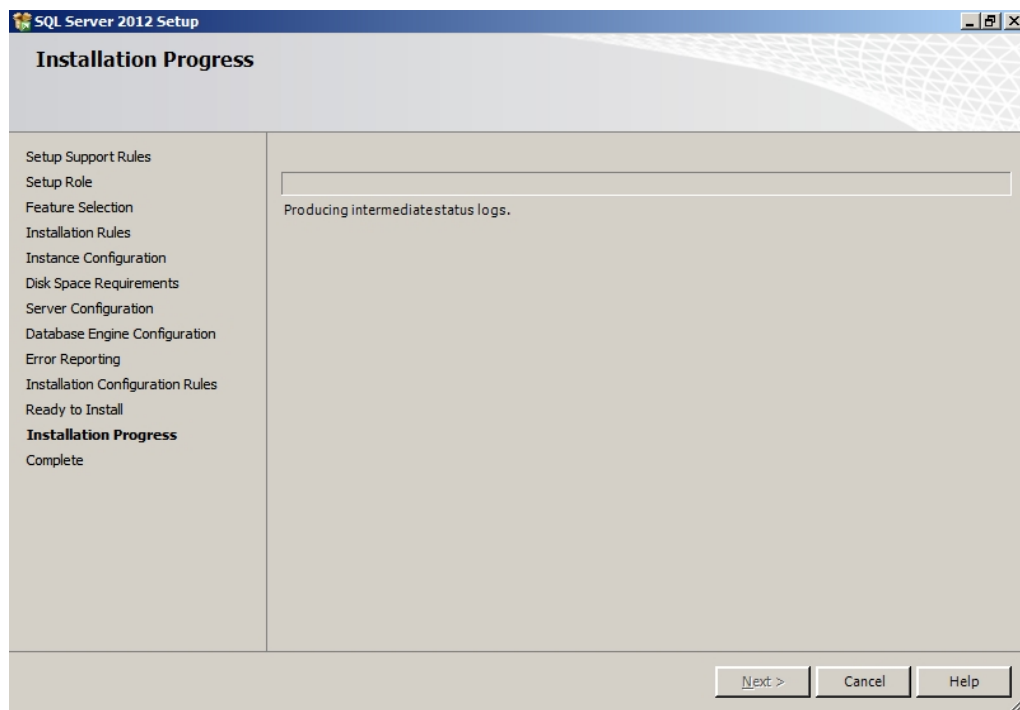 SQL Server 2012 Setup
Installation Progress
Setup Support Rules
Setup Role
Feature Selection
Installation Rules
Instance Configuration
Disk Space Requirements
Server Configuration
Database Engine Configuration
Error Reporting
Installation Configuration Rules
Ready to Install
Installation Progress
Complete
Producing intermediatestatus logs.
Next >
Cancel
Help